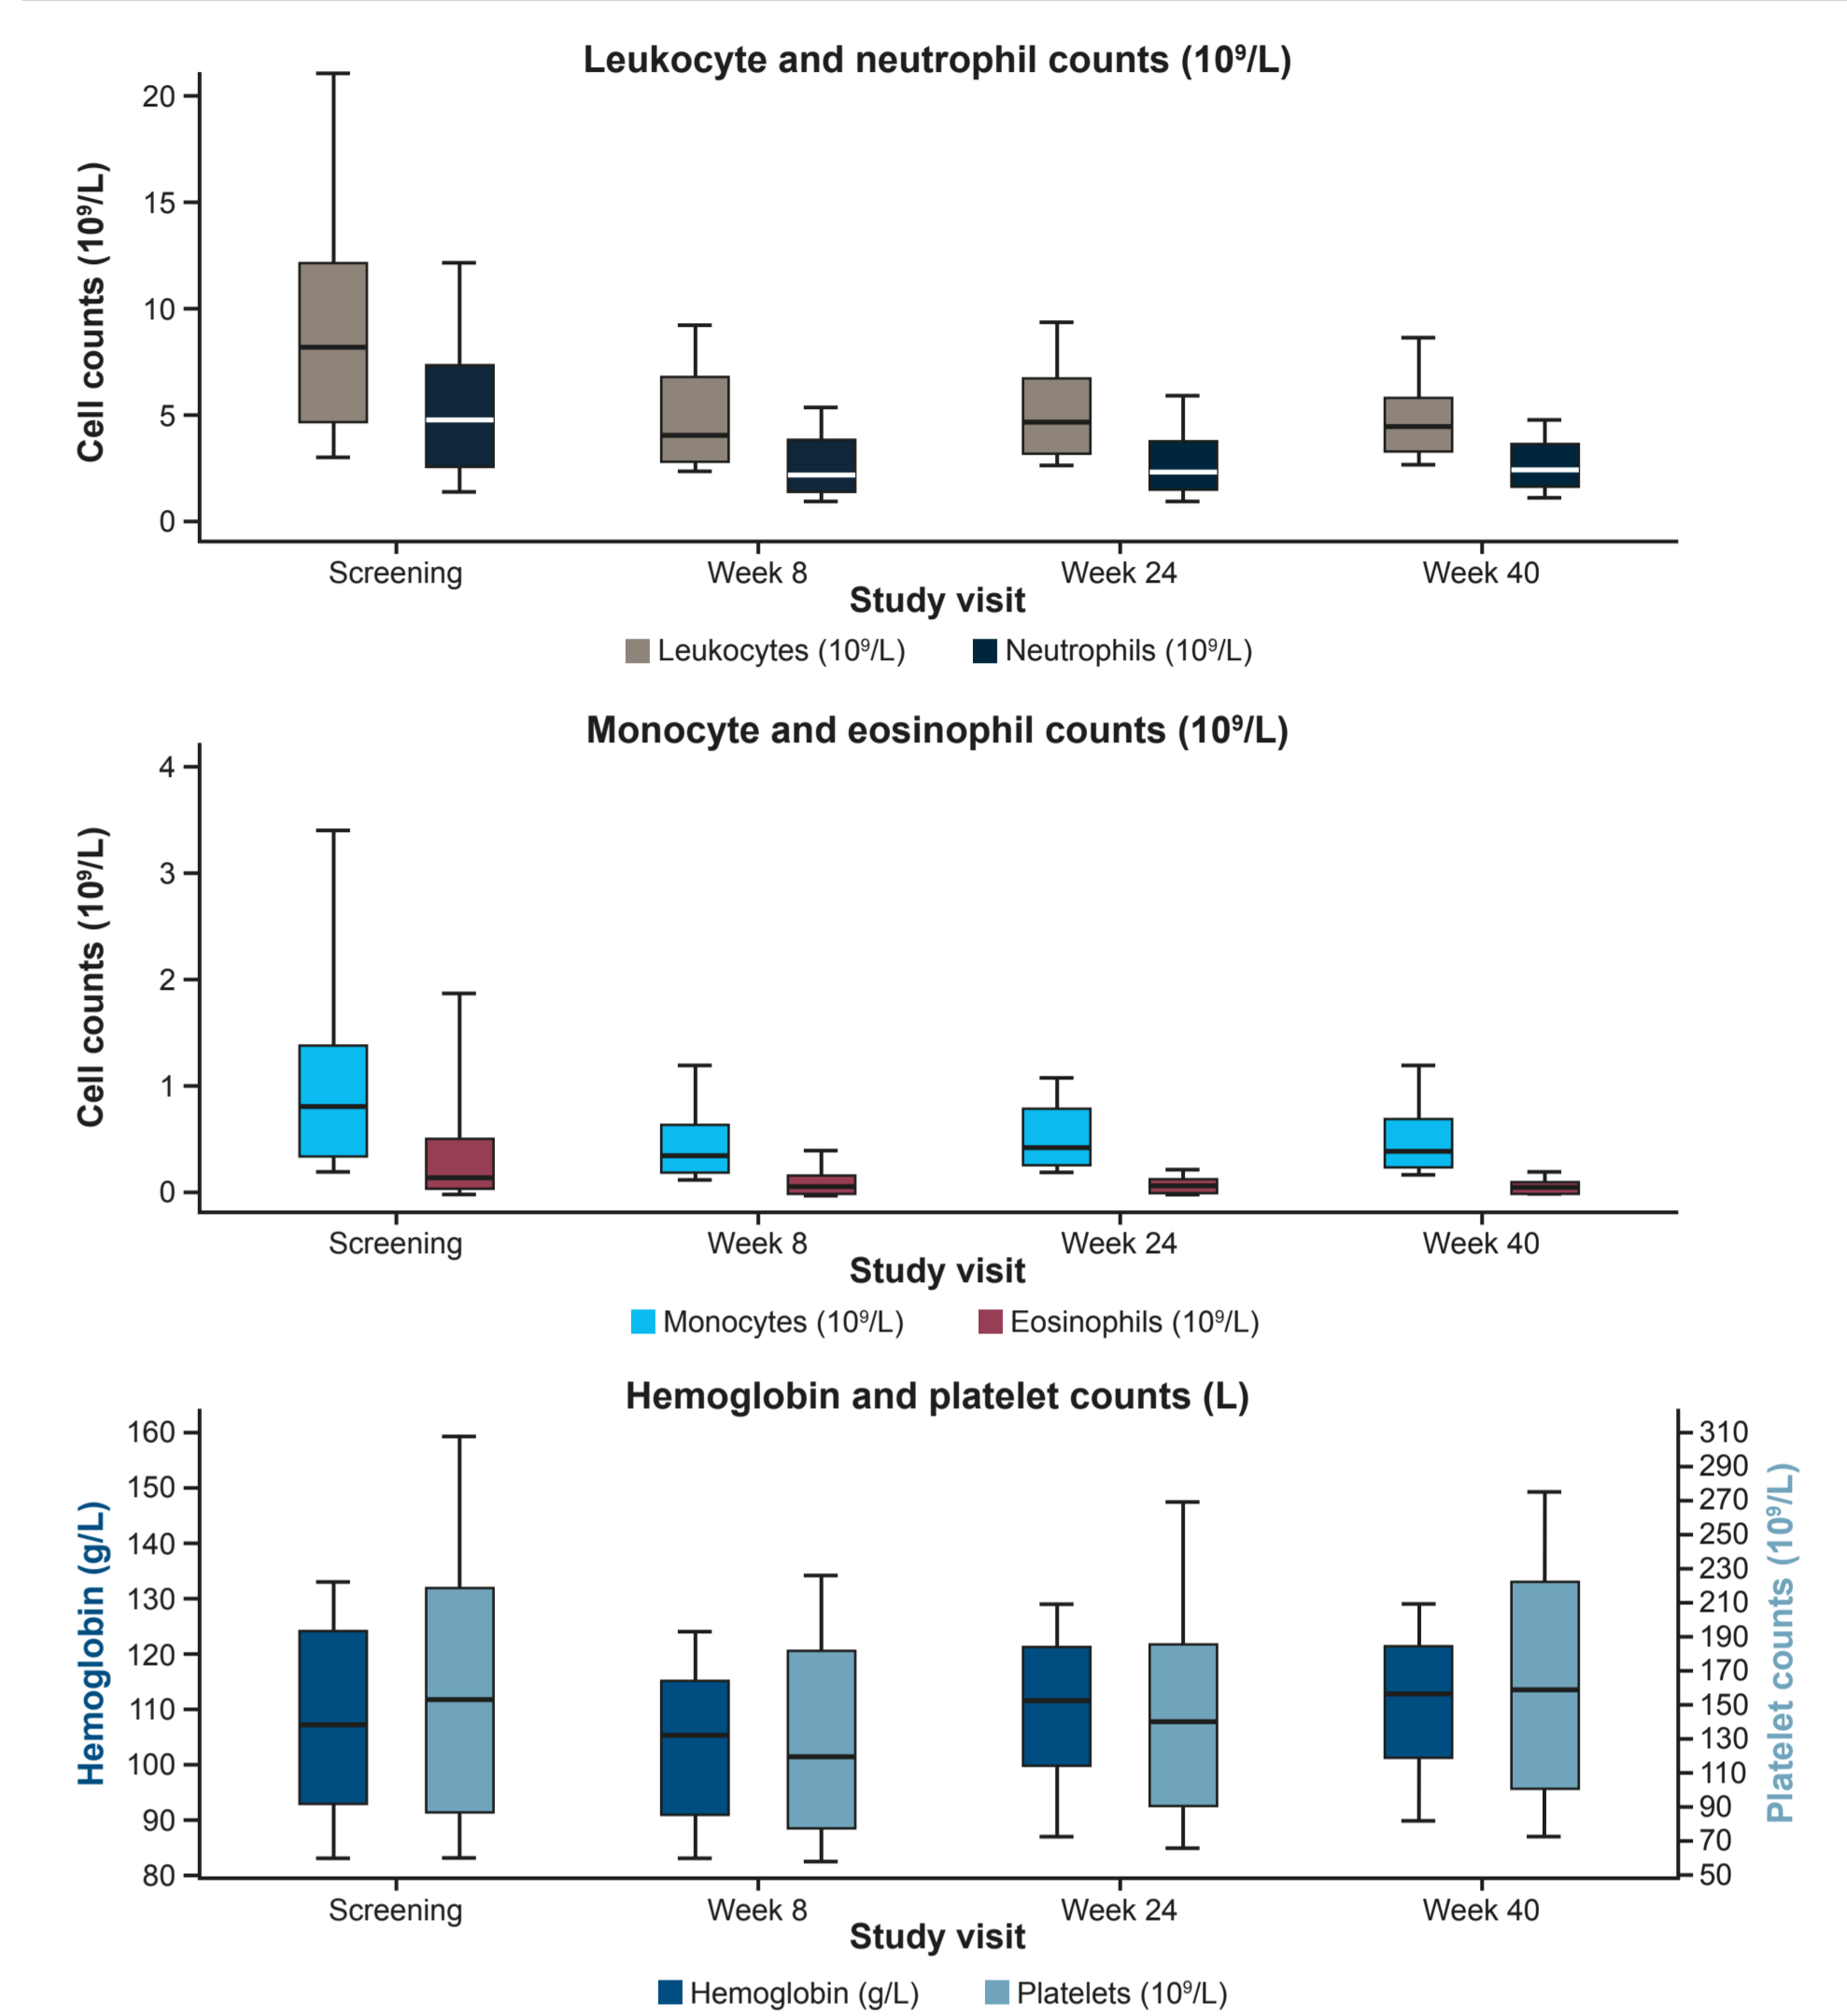 Leukocyte and neutrophil counts (10⁹/L)
Cell counts (10⁹/L)
20
15
10
5
0
Screening
Week 8
Week 24
Week 40
Study visit
Leukocytes (10⁹/L)
Neutrophils (10⁹/L)
Monocyte and eosinophil counts (10⁹/L)
Cell counts (10⁹/L)
4
3
2
1
0
Screening
Week 8
Week 24
Week 40
Study visit
Monocytes (10⁹/L)
Eosinophils (10⁹/L)
Hemoglobin and platelet counts (L)
Hemoglobin (g/L)
160
150
140
130
120
110
100
90
80
310
290
270
250
230
210
190
170
150
130
110
90
70
50
Platelet counts (10⁹/L)
Screening
Week 8
Week 24
Week 40
Study visit
Hemoglobin (g/L)
Platelets (10⁹/L)